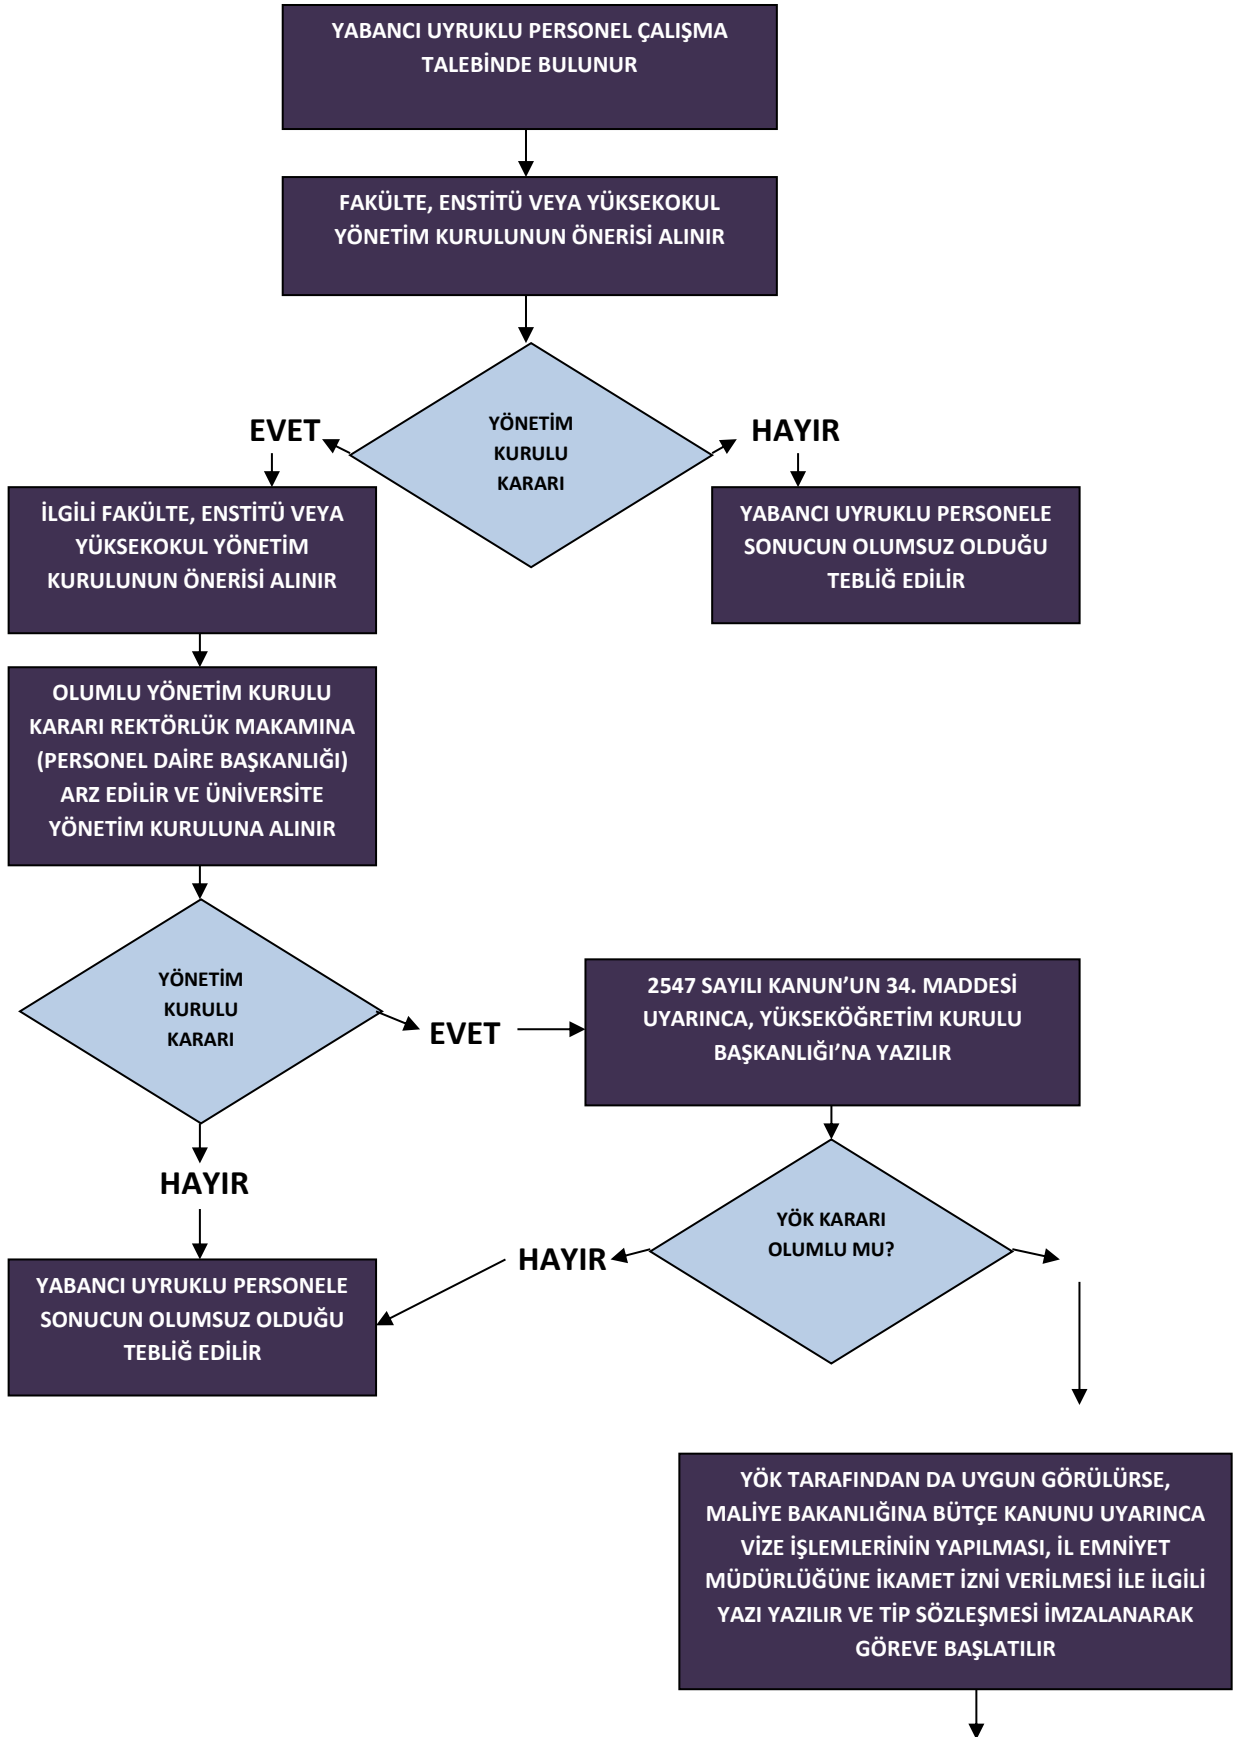 YABANCI UYRUKLU PERSONEL ÇALIŞMA
TALEBİNDE BULUNUR
FAKÜLTE, ENSTİTÜ VEYA YÜKSEKOKUL
YÖNETİM KURULUNUN ÖNERİSİ ALINIR
YÖNETİM
KURULU
KARARI
EVET
HAYIR
İLGİLİ FAKÜLTE, ENSTİTÜ VEYA
YÜKSEKOKUL YÖNETİM
KURULUNUN ÖNERİSİ ALINIR
YABANCI UYRUKLU PERSONELE
SONUCUN OLUMSUZ OLDUĞU
TEBLİĞ EDİLİR
OLUMLU YÖNETİM KURULU
KARARI REKTÖRLÜK MAKAMINA
(PERSONEL DAİRE BAŞKANLIĞI)
ARZ EDİLİR VE ÜNİVERSİTE
YÖNETİM KURULUNA ALINIR
YÖNETİM
KURULU
KARARI
EVET
2547 SAYILI KANUN’UN 34. MADDESİ
UYARINCA, YÜKSEKÖĞRETİM KURULU
BAŞKANLIĞI’NA YAZILIR
HAYIR
YÖK KARARI
OLUMLU MU?
HAYIR
YABANCI UYRUKLU PERSONELE
SONUCUN OLUMSUZ OLDUĞU
TEBLİĞ EDİLİR
YÖK TARAFINDAN DA UYGUN GÖRÜLÜRSE,
MALİYE BAKANLIĞINA BÜTÇE KANUNU UYARINCA
VİZE İŞLEMLERİNİN YAPILMASI, İL EMNİYET
MÜDÜRLÜĞÜNE İKAMET İZNİ VERİLMESİ İLE İLGİLİ
YAZI YAZILIR VE TİP SÖZLEŞMESİ İMZALANARAK
GÖREVE BAŞLATILIR